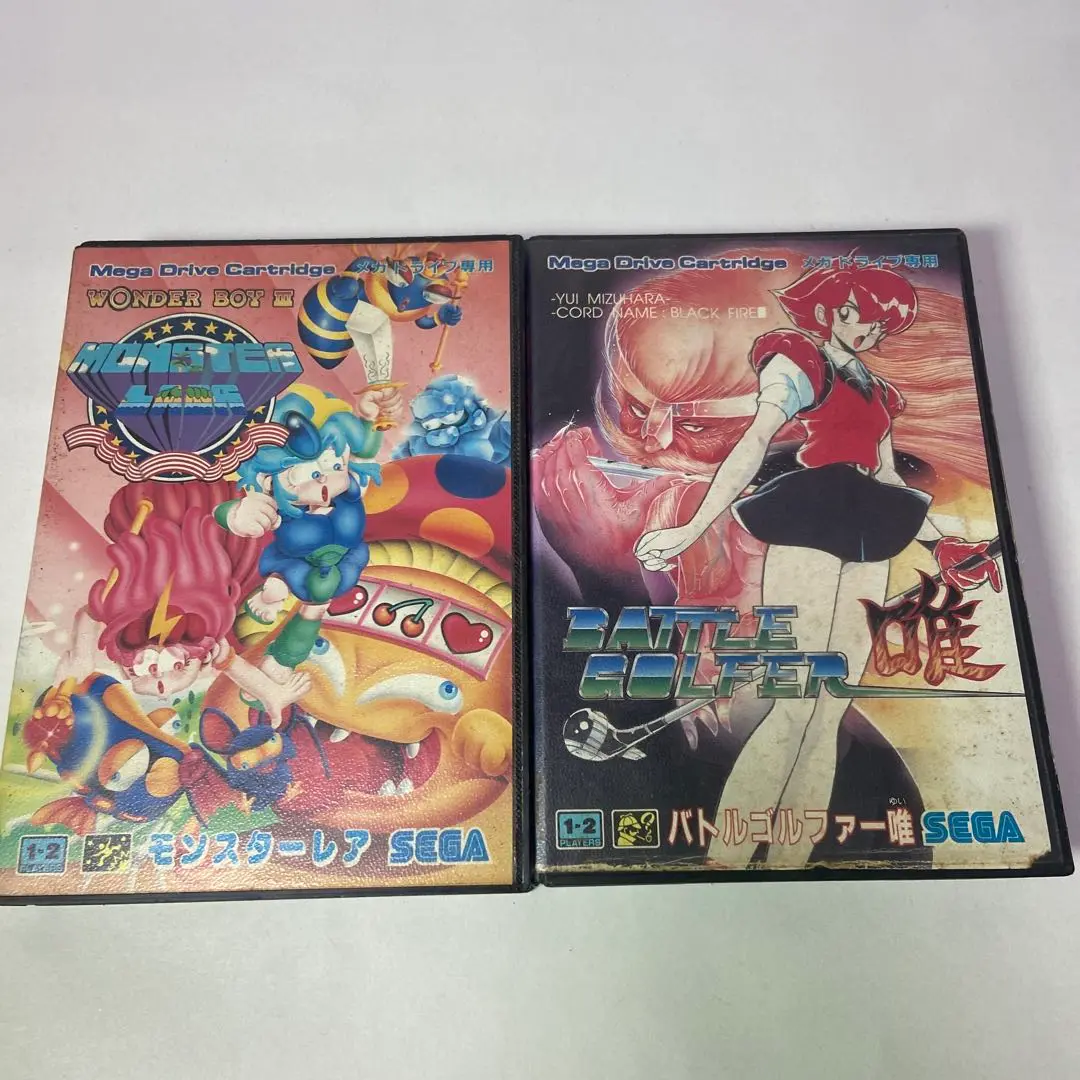 Mega Drive Cartridge メガドライブ専用
WONDER BOY III
MONSTER
LAIR
1-2
PLAYERS
モンスターレア SEGA
Mega Drive Cartridge メガドライブ専用
-YUI MIZUHARA-
-CORD NAME : BLACK FIRE
BATTLE
GOLFER 唯
1-2
PLAYERS
ゆい
バトルゴルファー唯 SEGA